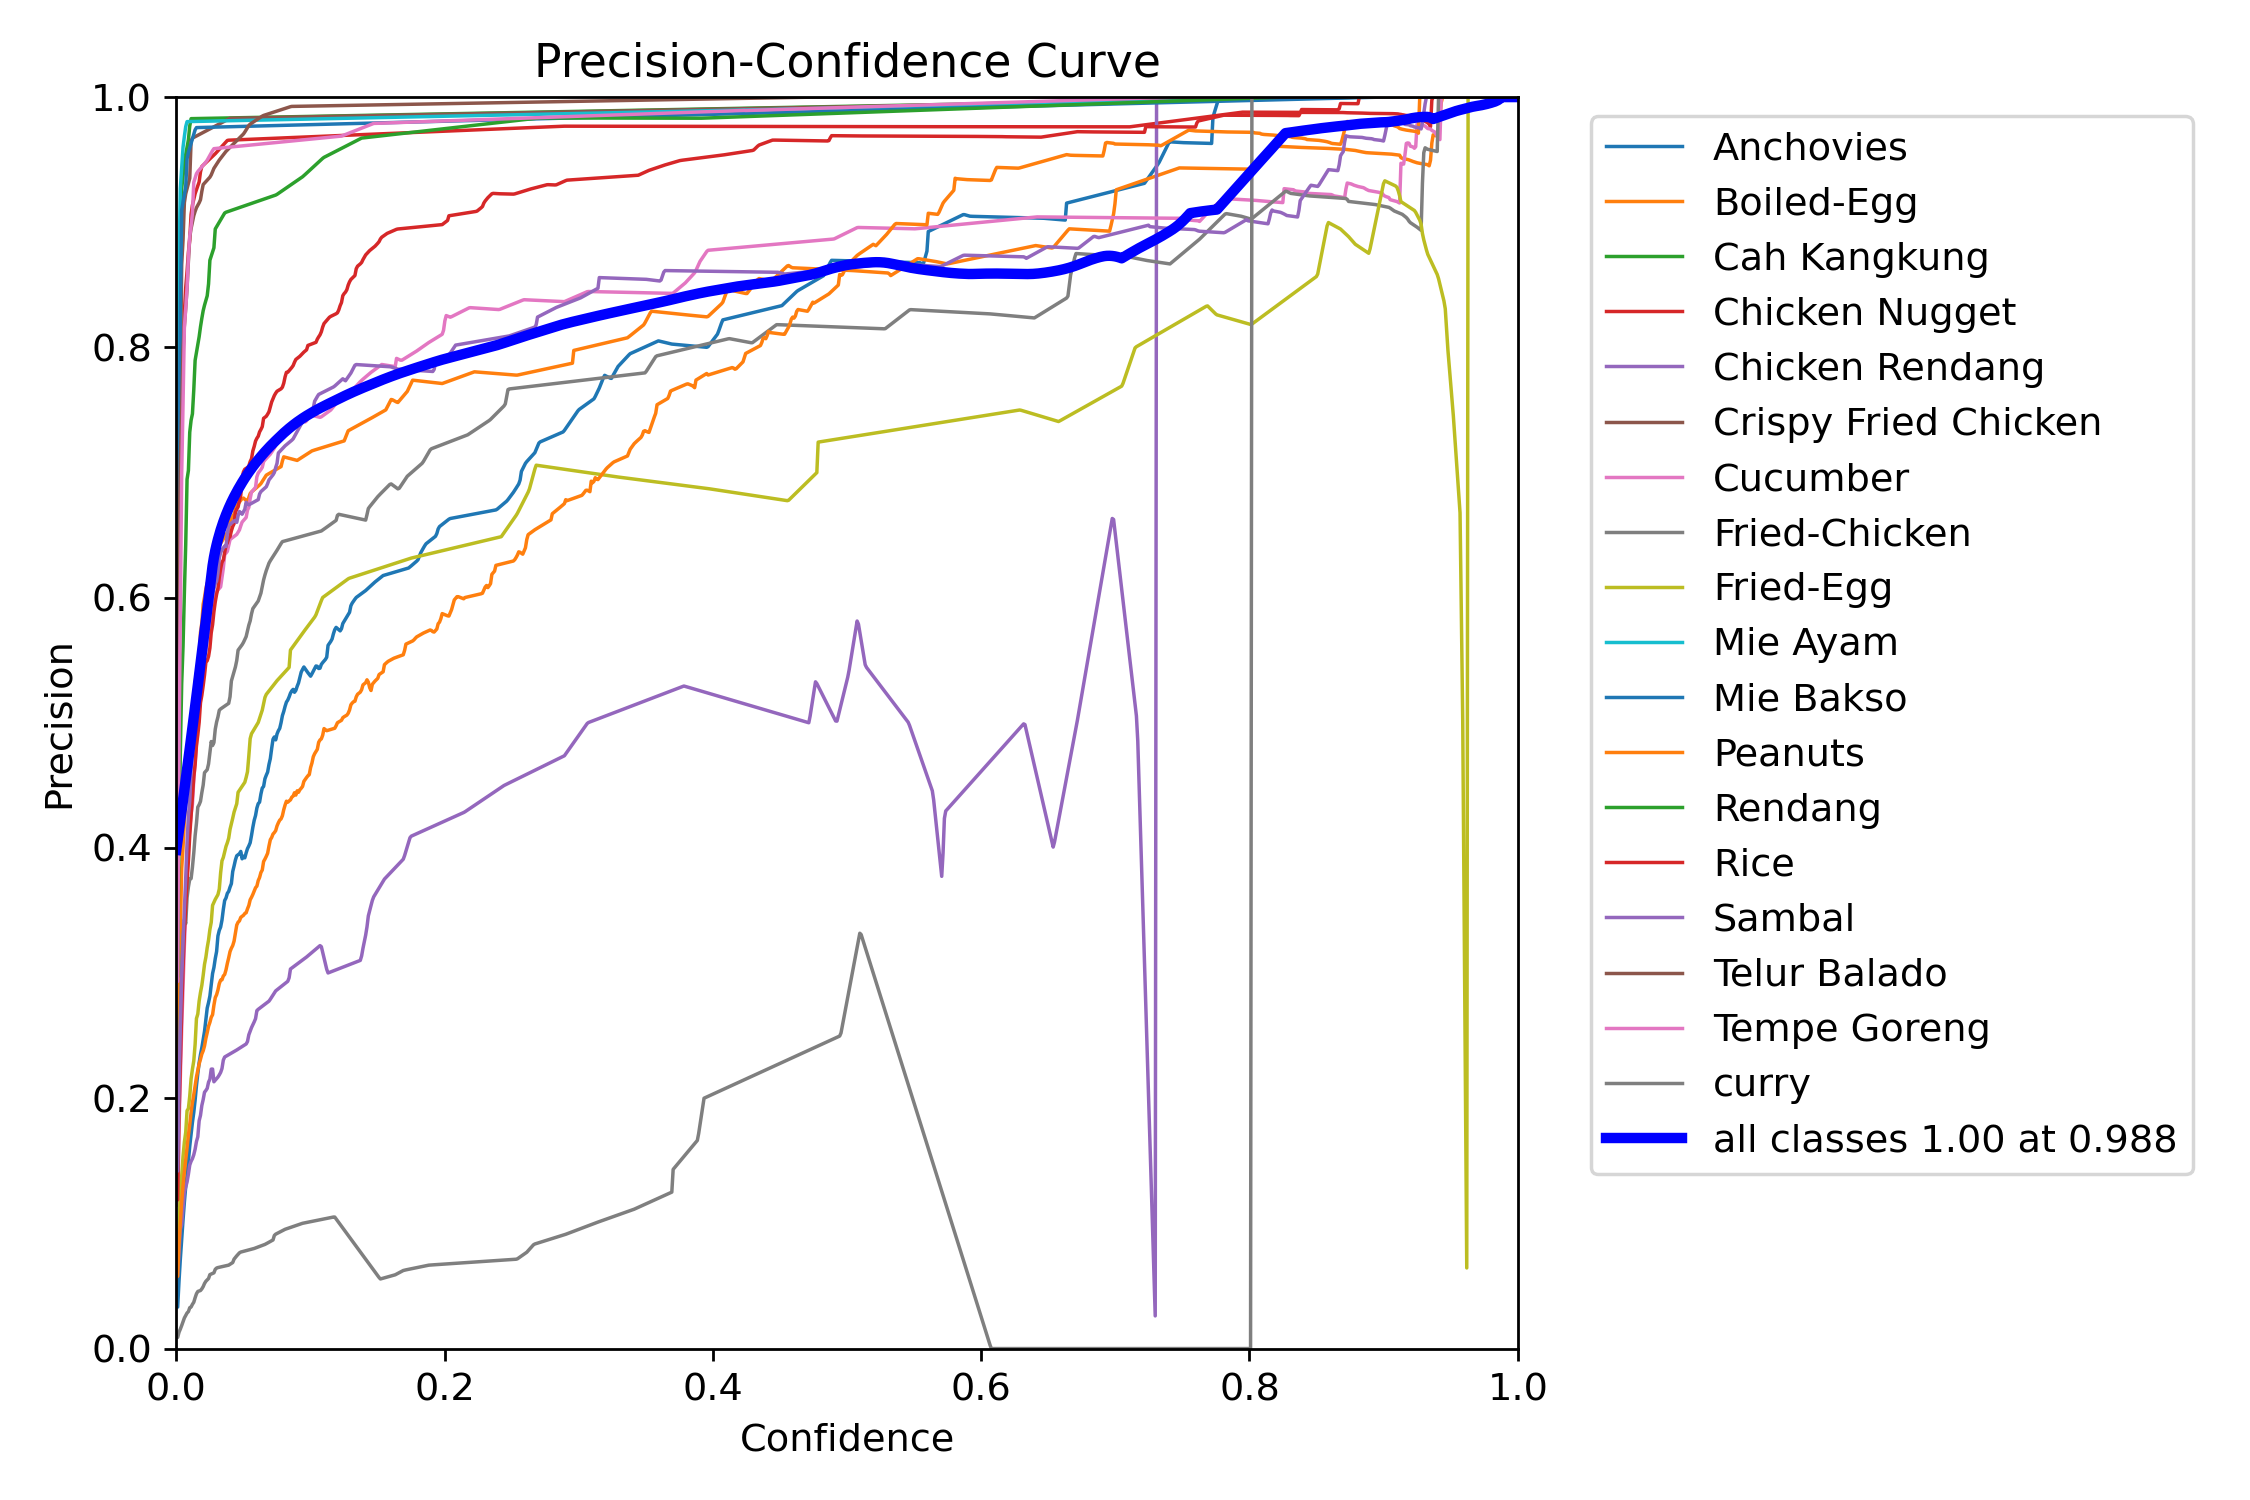 Precision-Confidence Curve
1.0
0.8
0.6
0.4
0.2
0.0
Precision
0.0 0.2 0.4 0.6 0.8 1.0
Confidence
Anchovies
Boiled-Egg
Cah Kangkung
Chicken Nugget
Chicken Rendang
Crispy Fried Chicken
Cucumber
Fried-Chicken
Fried-Egg
Mie Ayam
Mie Bakso
Peanuts
Rendang
Rice
Sambal
Telur Balado
Tempe Goreng
curry
all classes 1.00 at 0.988